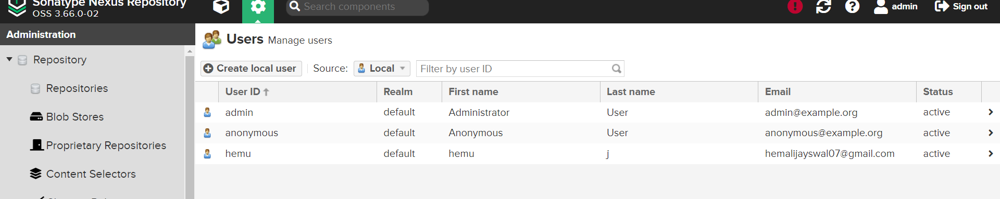 Sonatype Nexus Repository
OSS 3.66.0-02
Search components
admin
Sign out
Administration
Repository
Repositories
Blob Stores
Proprietary Repositories
Content Selectors
Users Manage users
Create local user Source: Local Filter by user ID
User ID Realm First name Last name Email Status
admin default Administrator User admin@example.org active
anonymous default Anonymous User anonymous@example.org active
hemu default hemu j hemalijayswal07@gmail.com active